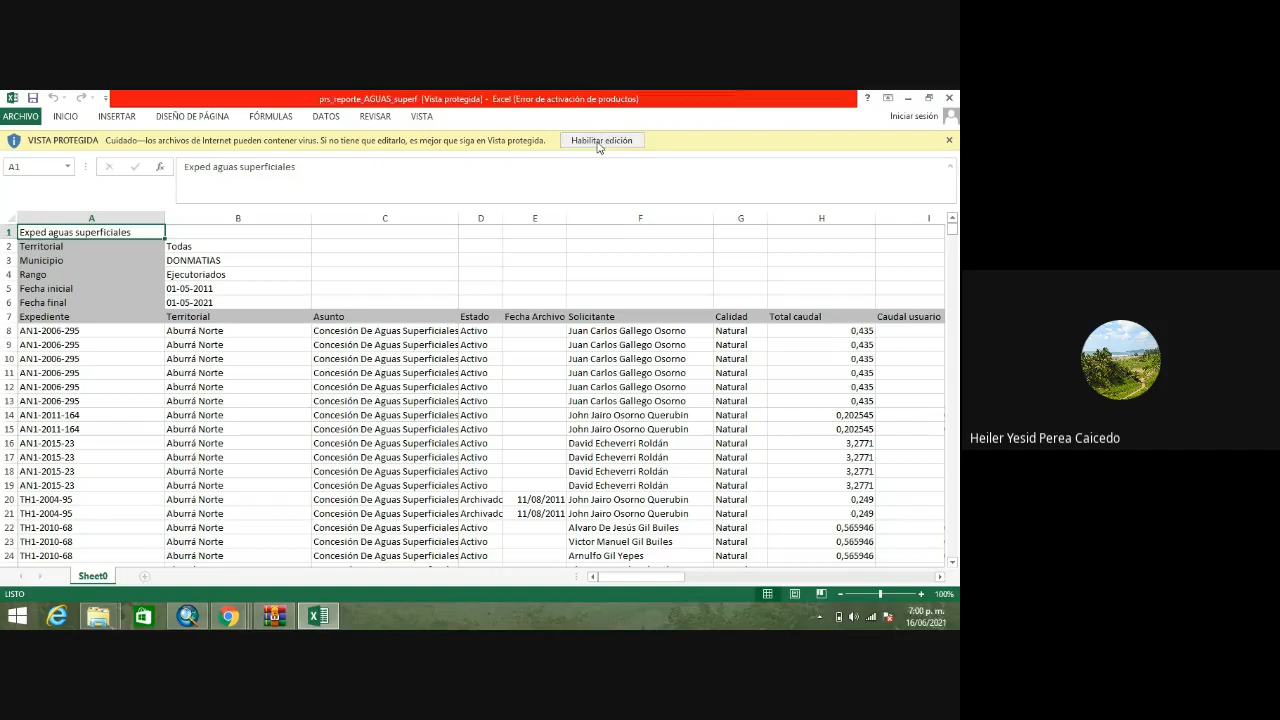 prs_reporte_AGUAS_superf [Vista protegida] - Excel (Error de activación de productos)
ARCHIVO INICIO INSERTAR DISEÑO DE PÁGINA FÓRMULAS DATOS REVISAR VISTA Iniciar sesión
VISTA PROTEGIDA Cuidado—los archivos de Internet pueden contener virus. Si no tiene que editarlo, es mejor que siga en Vista protegida. Habilitar edición
A1 fx Exped aguas superficiales
A B C D E F G H I
1 Exped aguas superficiales
2 Territorial Todas
3 Municipio DONMATIAS
4 Rango Ejecutoriados
5 Fecha inicial 01-05-2011
6 Fecha final 01-05-2021
7 Expediente Territorial Asunto Estado Fecha Archivo Solicitante Calidad Total caudal Caudal usuario
8 AN1-2006-295 Aburrá Norte Concesión De Aguas Superficiales Activo Juan Carlos Gallego Osorno Natural 0,435
9 AN1-2006-295 Aburrá Norte Concesión De Aguas Superficiales Activo Juan Carlos Gallego Osorno Natural 0,435
10 AN1-2006-295 Aburrá Norte Concesión De Aguas Superficiales Activo Juan Carlos Gallego Osorno Natural 0,435
11 AN1-2006-295 Aburrá Norte Concesión De Aguas Superficiales Activo Juan Carlos Gallego Osorno Natural 0,435
12 AN1-2006-295 Aburrá Norte Concesión De Aguas Superficiales Activo Juan Carlos Gallego Osorno Natural 0,435
13 AN1-2006-295 Aburrá Norte Concesión De Aguas Superficiales Activo Juan Carlos Gallego Osorno Natural 0,435
14 AN1-2011-164 Aburrá Norte Concesión De Aguas Superficiales Activo John Jairo Osorno Querubin Natural 0,202545
15 AN1-2011-164 Aburrá Norte Concesión De Aguas Superficiales Activo John Jairo Osorno Querubin Natural 0,202545
16 AN1-2015-23 Aburrá Norte Concesión De Aguas Superficiales Activo David Echeverri Roldán Natural 3,2771
17 AN1-2015-23 Aburrá Norte Concesión De Aguas Superficiales Activo David Echeverri Roldán Natural 3,2771
18 AN1-2015-23 Aburrá Norte Concesión De Aguas Superficiales Activo David Echeverri Roldán Natural 3,2771
19 AN1-2015-23 Aburrá Norte Concesión De Aguas Superficiales Activo David Echeverri Roldán Natural 3,2771
20 TH1-2004-95 Aburrá Norte Concesión De Aguas Superficiales Archivado 11/08/2011 John Jairo Osorno Querubin Natural 0,249
21 TH1-2004-95 Aburrá Norte Concesión De Aguas Superficiales Archivado 11/08/2011 John Jairo Osorno Querubin Natural 0,249
22 TH1-2010-68 Aburrá Norte Concesión De Aguas Superficiales Activo Alvaro De Jesús Gil Builes Natural 0,565946
23 TH1-2010-68 Aburrá Norte Concesión De Aguas Superficiales Activo Victor Manuel Gil Builes Natural 0,565946
24 TH1-2010-68 Aburrá Norte Concesión De Aguas Superficiales Activo Arnulfo Gil Yepes Natural 0,565946
Sheet0
LISTO 100%
7:00 p. m.
16/06/2021
Heiler Yesid Perea Caicedo